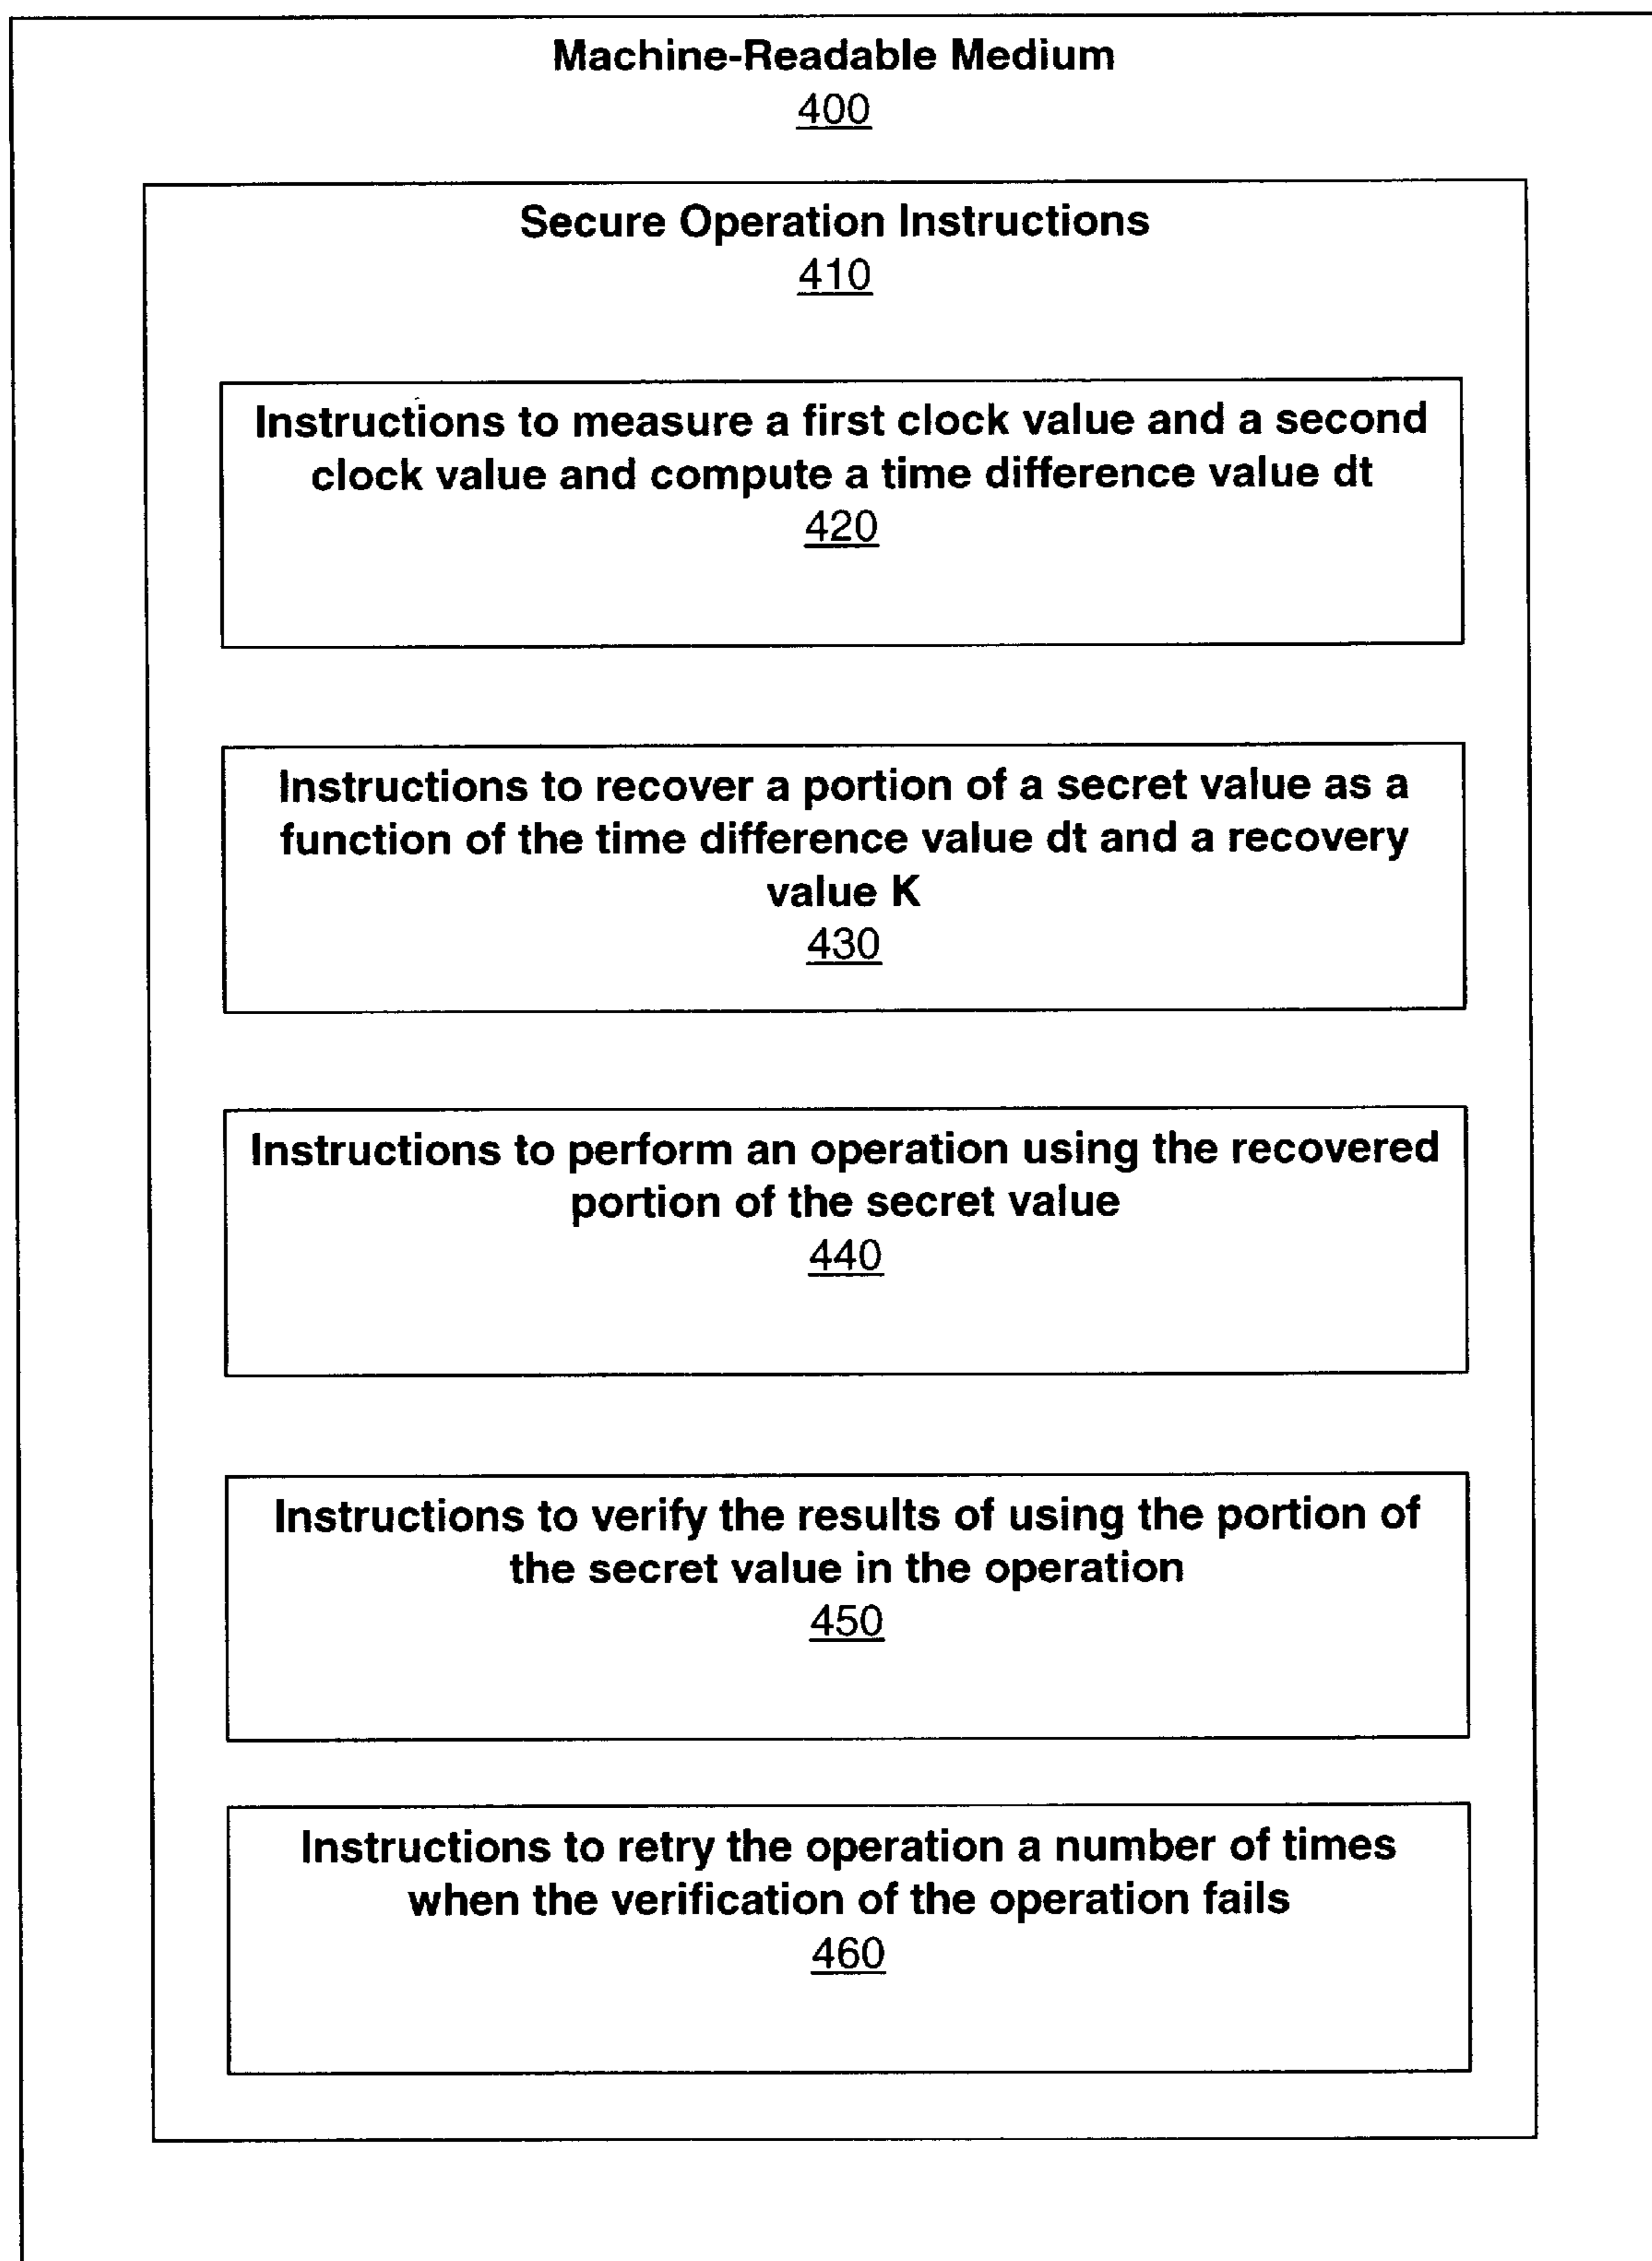 Machine-Readable Medium
400
Secure Operation Instructions
410
Instructions to measure a first clock value and a second
clock value and compute a time difference value dt
420
Instructions to recover a portion of a secret value as a
function of the time difference value dt and a recovery
value K
430
Instructions to perform an operation using the recovered
portion of the secret value
440
Instructions to verify the results of using the portion of
the secret value in the operation
450
Instructions to retry the operation a number of times
when the verification of the operation fails
460